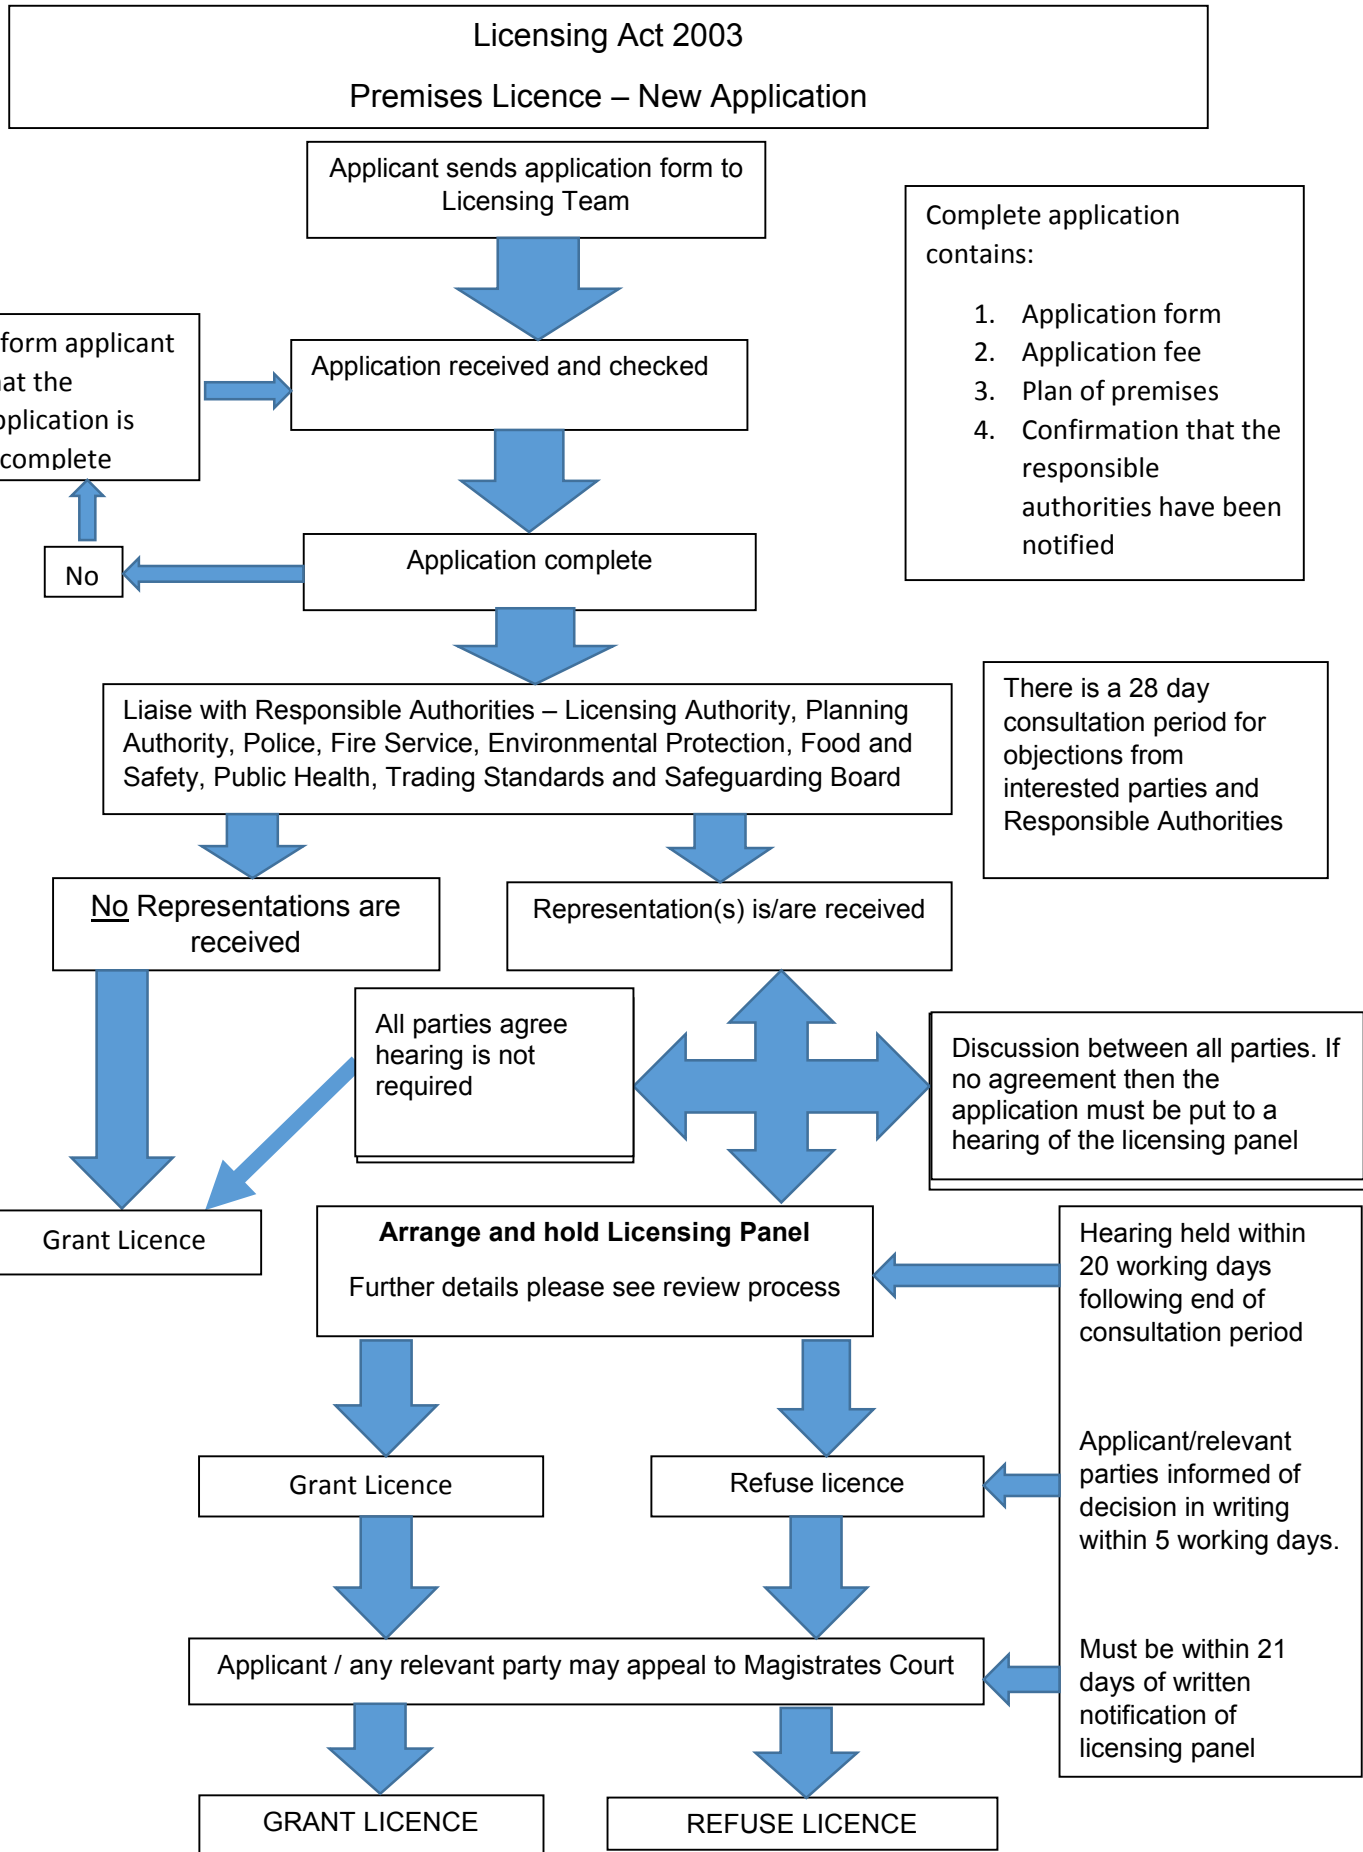 Licensing Act 2003
Premises Licence – New Application
Applicant sends application form to
Licensing Team
Complete application
contains:
1. Application form
2. Application fee
3. Plan of premises
4. Confirmation that the
responsible
authorities have been
notified
form applicant
at the
plication is
complete
Application received and checked
Application complete
No
Liaise with Responsible Authorities – Licensing Authority, Planning
Authority, Police, Fire Service, Environmental Protection, Food and
Safety, Public Health, Trading Standards and Safeguarding Board
There is a 28 day
consultation period for
objections from
interested parties and
Responsible Authorities
No Representations are
received
Representation(s) is/are received
All parties agree
hearing is not
required
Discussion between all parties. If
no agreement then the
application must be put to a
hearing of the licensing panel
Grant Licence
Arrange and hold Licensing Panel
Further details please see review process
Hearing held within
20 working days
following end of
consultation period
Grant Licence
Refuse licence
Applicant/relevant
parties informed of
decision in writing
within 5 working days.
Applicant / any relevant party may appeal to Magistrates Court
Must be within 21
days of written
notification of
licensing panel
GRANT LICENCE
REFUSE LICENCE